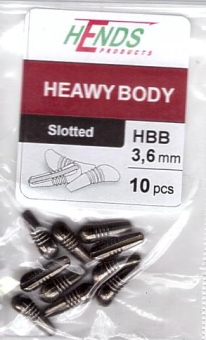 HENDS
PRODUCTS
HEAWY BODY
Slotted
HBB
3,6 mm
10 pcs